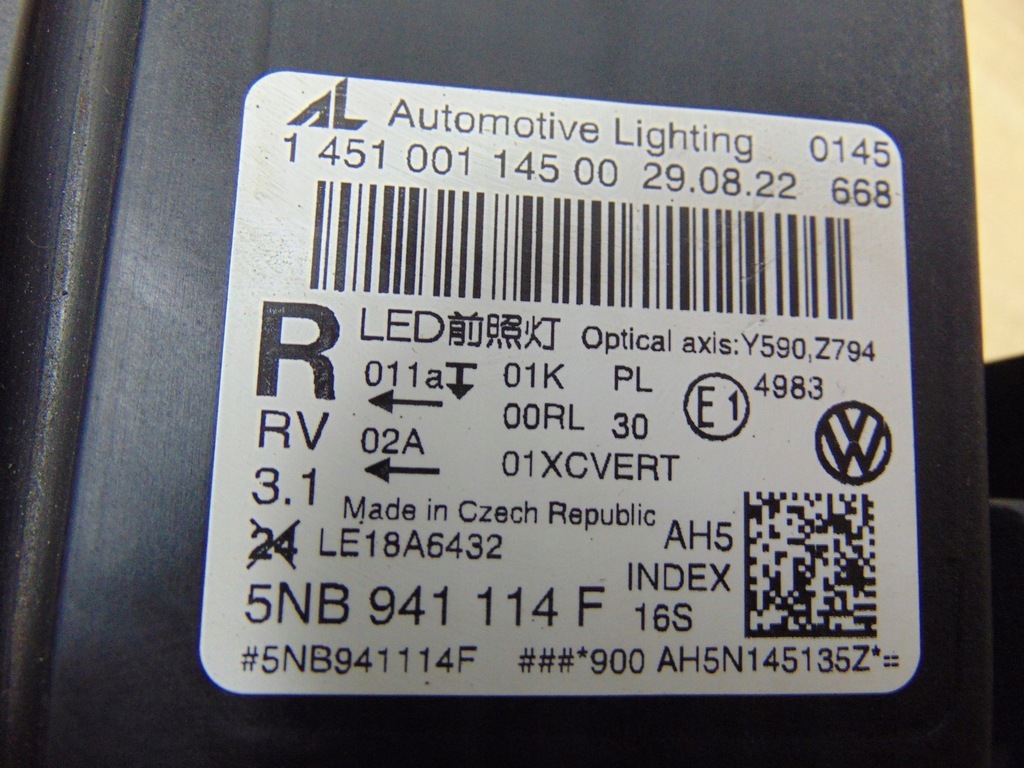 AL Automotive Lighting 0145
1 451 001 145 00 29.08.22 668
R LED前照灯 Optical axis:Y590,Z794
011a 01K PL E1 4983
RV 02A 00RL 30
3.1 01XCVERT VW
Made in Czech Republic
24 LE18A6432 AH5
INDEX
5NB 941 114 F 16S
#5NB941114F ###*900 AH5N145135Z*=